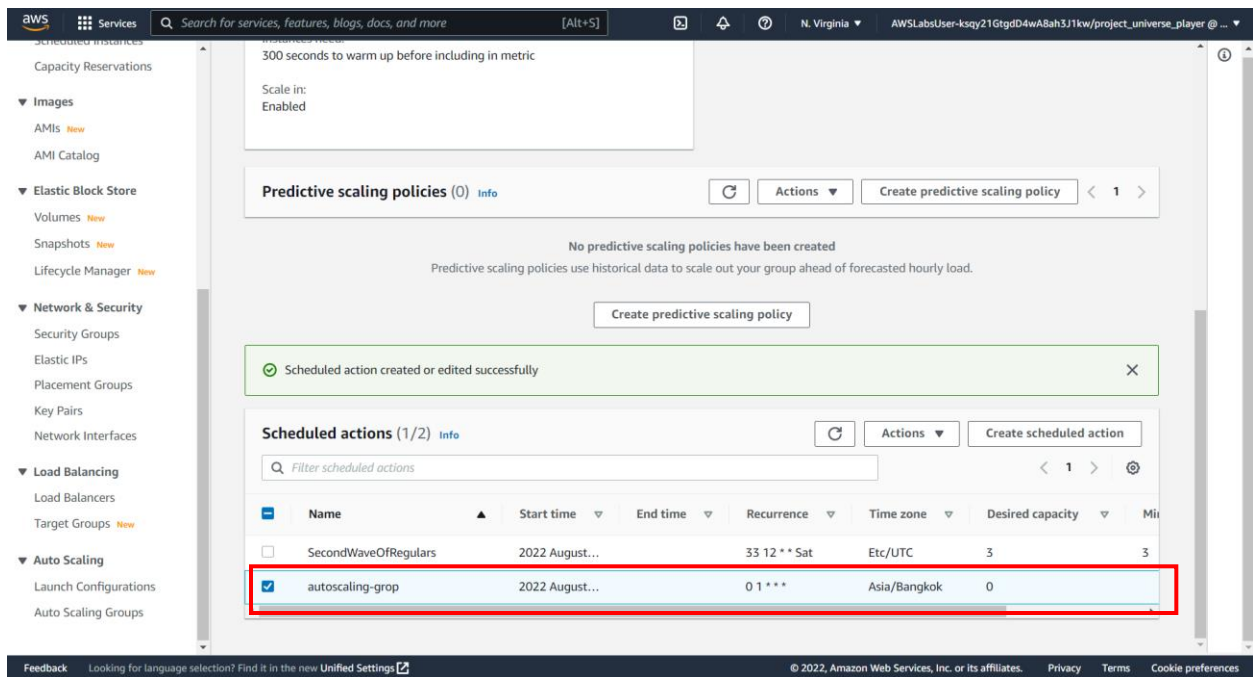 aws Services Search for services, features, blogs, docs, and more [Alt+S] N. Virginia ▼ AWSLabsUser-ksqy21GtgdD4wA8ah3J1kw/project_universe_player @ ... ▼
Scheduled Instances
Capacity Reservations
▼ Images
AMIs New
AMI Catalog
▼ Elastic Block Store
Volumes New
Snapshots New
Lifecycle Manager New
▼ Network & Security
Security Groups
Elastic IPs
Placement Groups
Key Pairs
Network Interfaces
▼ Load Balancing
Load Balancers
Target Groups New
▼ Auto Scaling
Launch Configurations
Auto Scaling Groups
Instances need:
300 seconds to warm up before including in metric
Scale in:
Enabled
Predictive scaling policies (0) Info Actions ▼ Create predictive scaling policy < 1 >
No predictive scaling policies have been created
Predictive scaling policies use historical data to scale out your group ahead of forecasted hourly load.
Create predictive scaling policy
Scheduled action created or edited successfully
Scheduled actions (1/2) Info Actions ▼ Create scheduled action
Filter scheduled actions < 1 >
Name Start time End time Recurrence Time zone Desired capacity Min
SecondWaveOfRegulars 2022 August... 33 12 * * Sat Etc/UTC 3 3
autoscaling-grop 2022 August... 0 1 * * * Asia/Bangkok 0
Feedback Looking for language selection? Find it in the new Unified Settings © 2022, Amazon Web Services, Inc. or its affiliates. Privacy Terms Cookie preferences